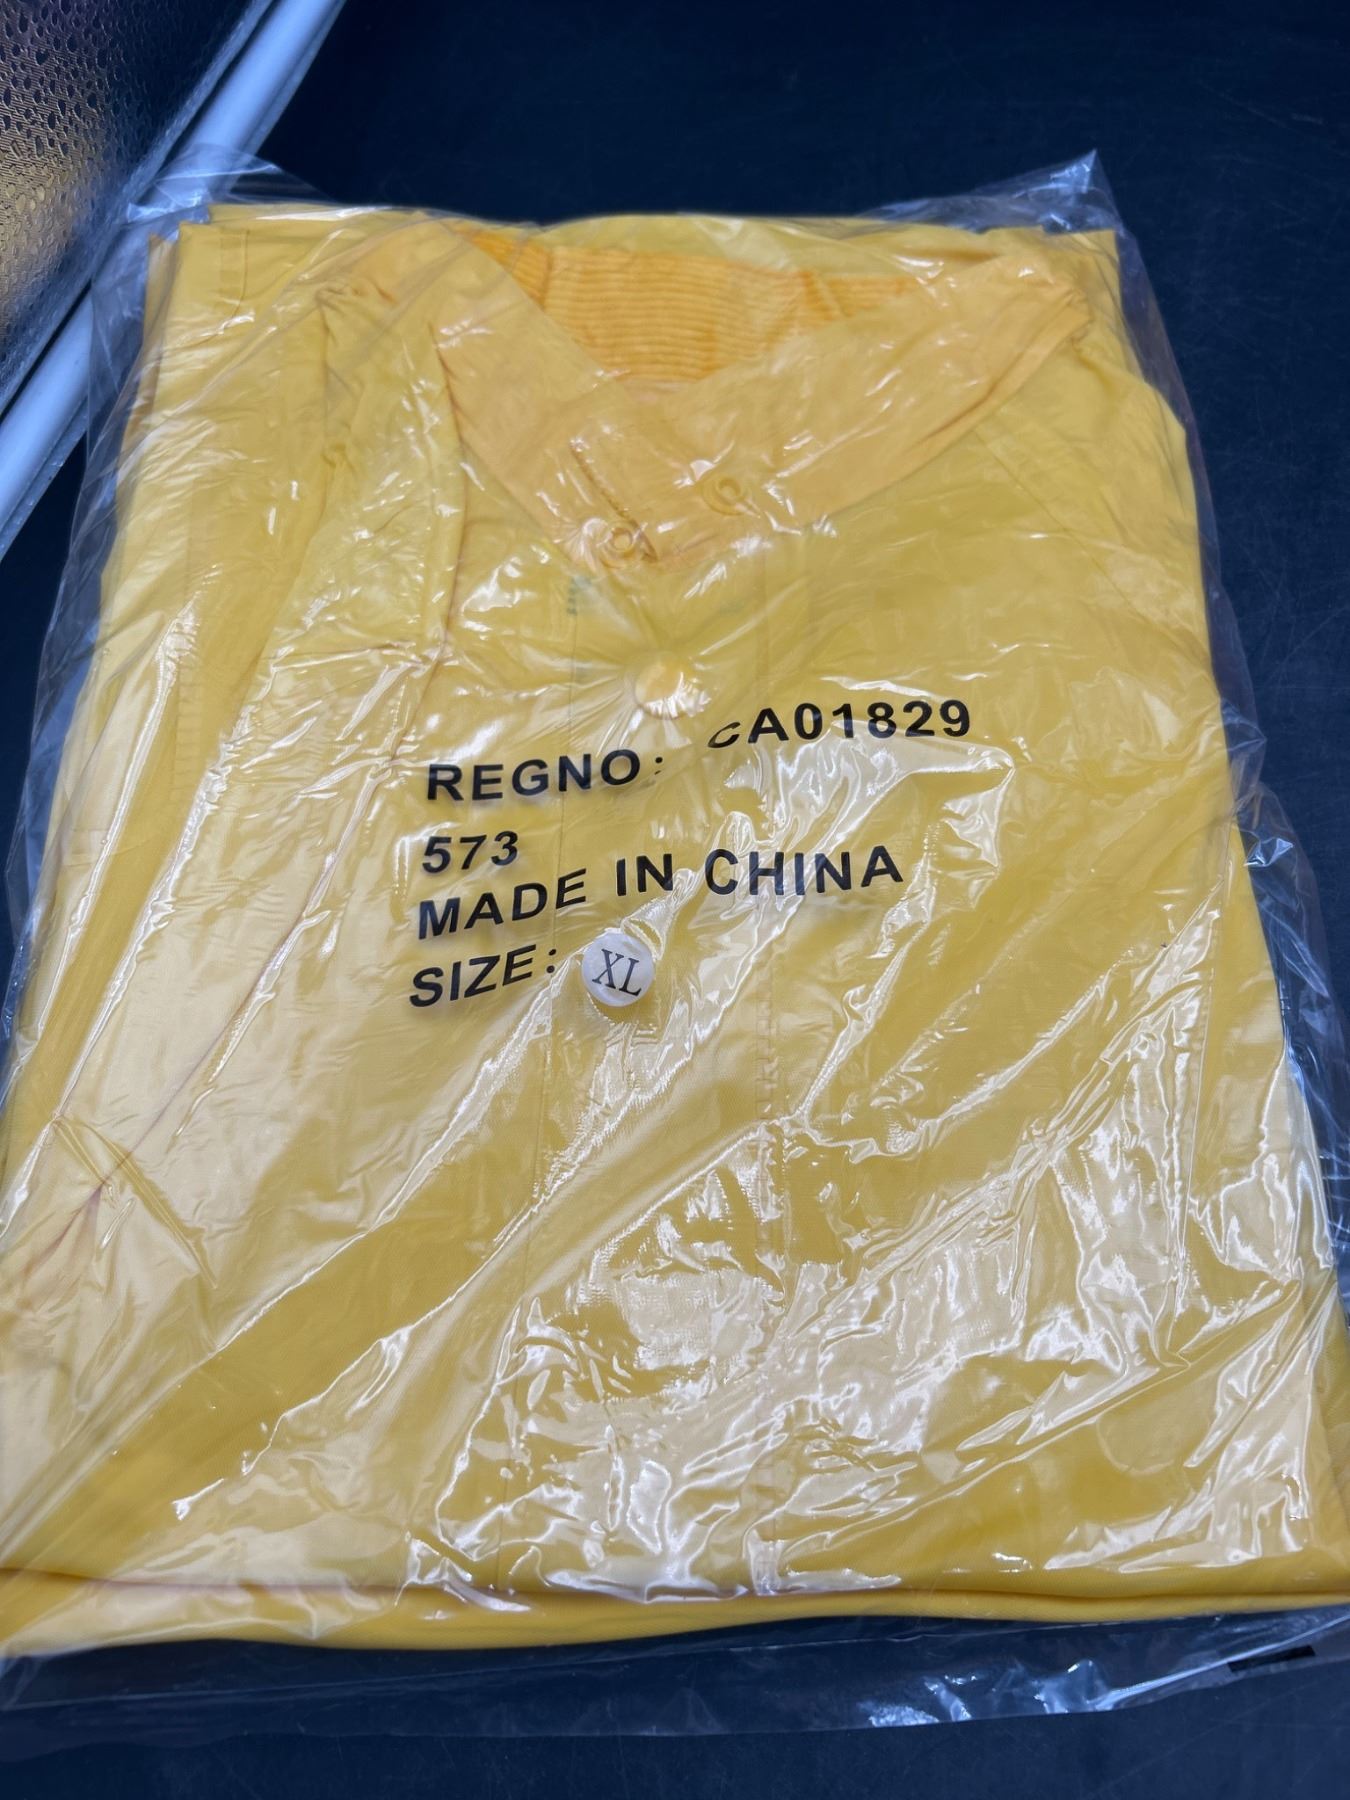 REGNO: CA01829
573
MADE IN CHINA
SIZE: XL